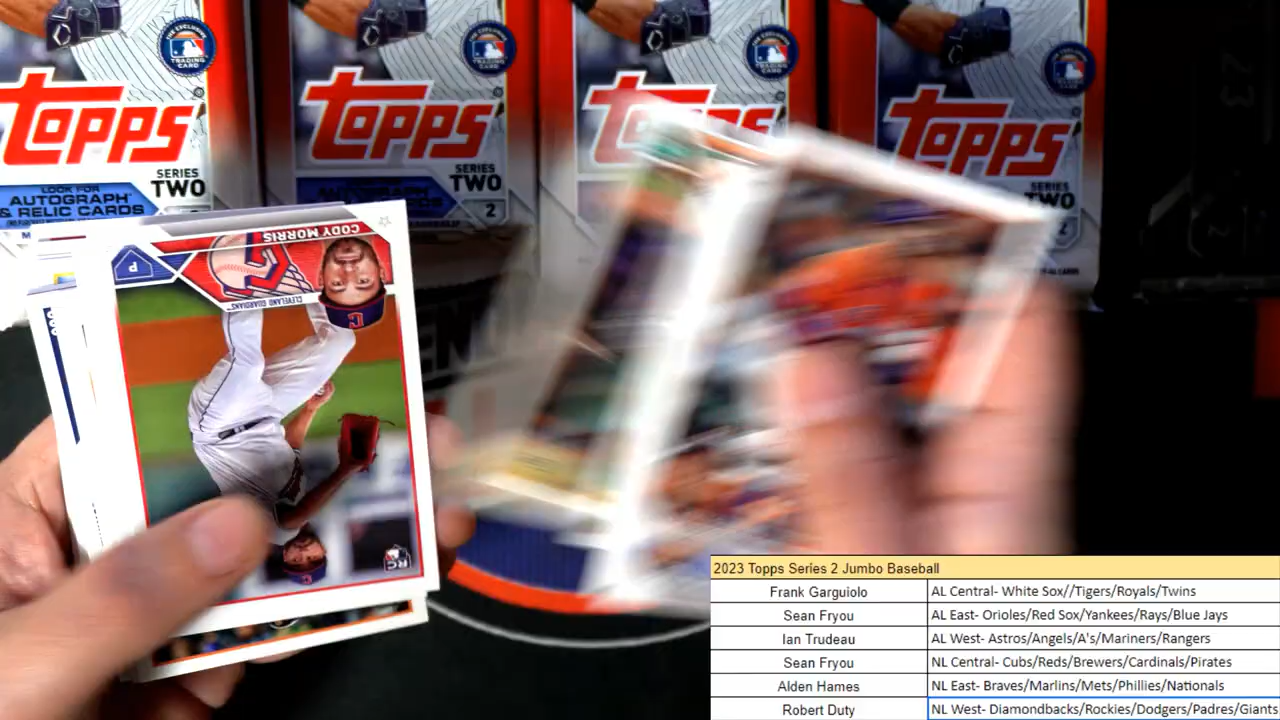 Topps
SERIES
TWO
LOOK FOR
AUTOGRAPH
& RELIC CARDS
Topps
SERIES
TWO
2
Topps
Topps
SERIES
TWO
CODY MORRIS
P
CLEVELAND GUARDIANS
RC
2023 Topps Series 2 Jumbo Baseball
Frank Garguiolo AL Central- White Sox//Tigers/Royals/Twins
Sean Fryou AL East- Orioles/Red Sox/Yankees/Rays/Blue Jays
Ian Trudeau AL West- Astros/Angels/A's/Mariners/Rangers
Sean Fryou NL Central- Cubs/Reds/Brewers/Cardinals/Pirates
Alden Hames NL East- Braves/Marlins/Mets/Phillies/Nationals
Robert Duty NL West- Diamondbacks/Rockies/Dodgers/Padres/Giants